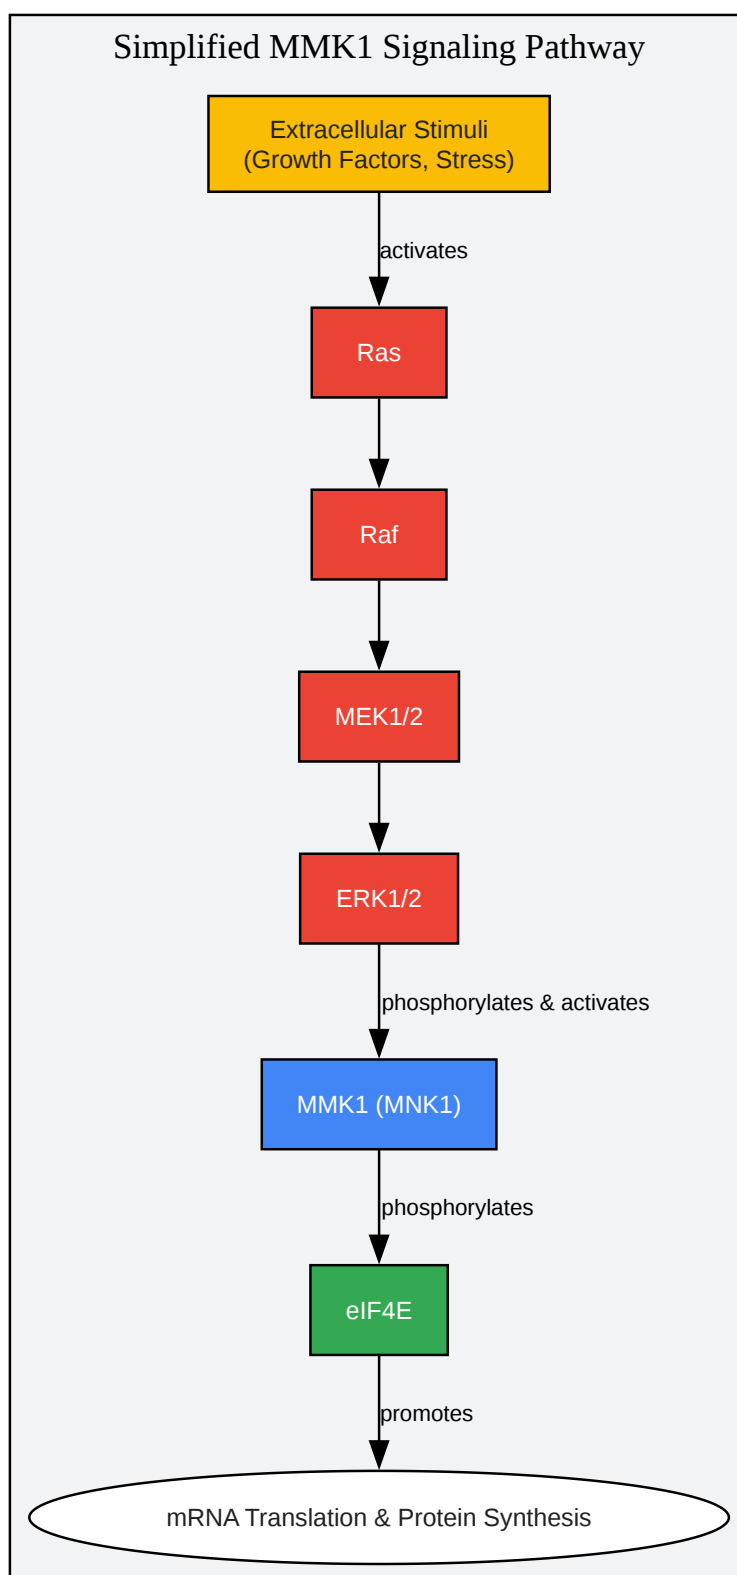 Simplified MMK1 Signaling Pathway
Extracellular Stimuli
(Growth Factors, Stress)
activates
Ras
Raf
MEK1/2
ERK1/2
phosphorylates & activates
MMK1 (MNK1)
phosphorylates
eIF4E
promotes
mRNA Translation & Protein Synthesis